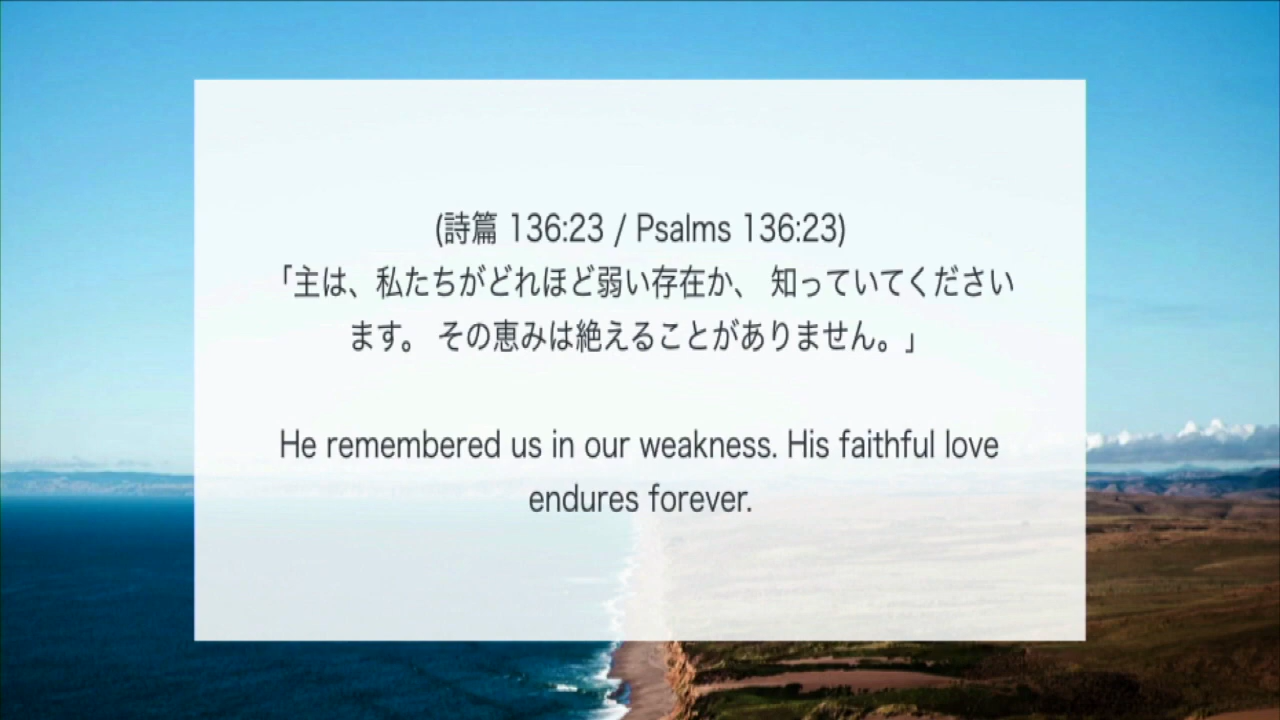 (詩篇 136:23 / Psalms 136:23)
「主は、私たちがどれほど弱い存在か、 知っていてください
ます。 その恵みは絶えることがありません。」
He remembered us in our weakness. His faithful love
endures forever.